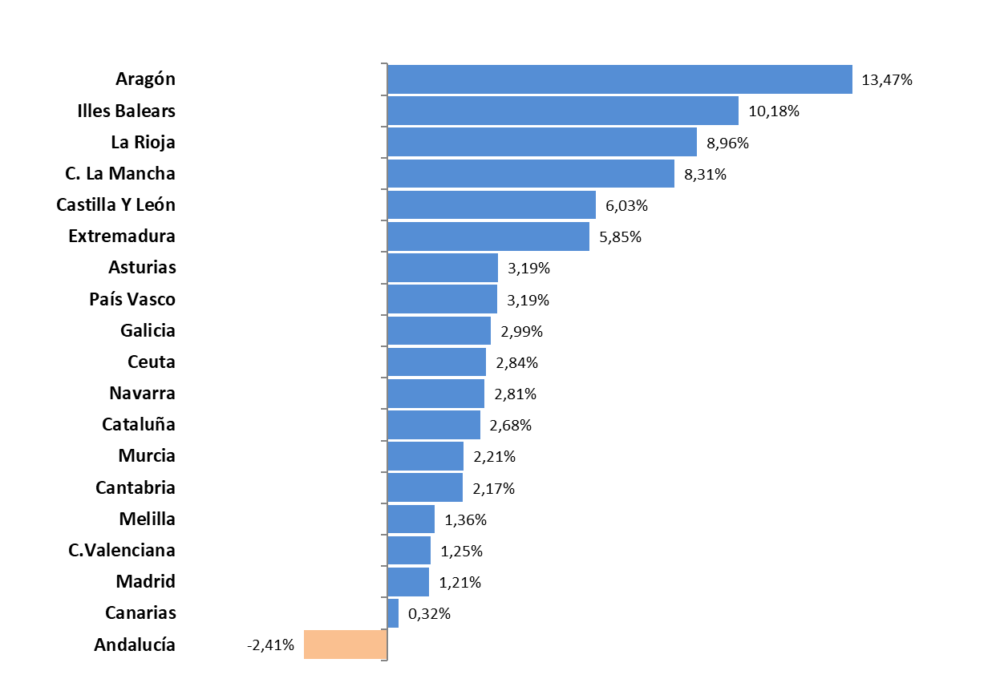 Aragón 13,47%
Illes Balears 10,18%
La Rioja 8,96%
C. La Mancha 8,31%
Castilla Y León 6,03%
Extremadura 5,85%
Asturias 3,19%
País Vasco 3,19%
Galicia 2,99%
Ceuta 2,84%
Navarra 2,81%
Cataluña 2,68%
Murcia 2,21%
Cantabria 2,17%
Melilla 1,36%
C.Valenciana 1,25%
Madrid 1,21%
Canarias 0,32%
Andalucía -2,41%